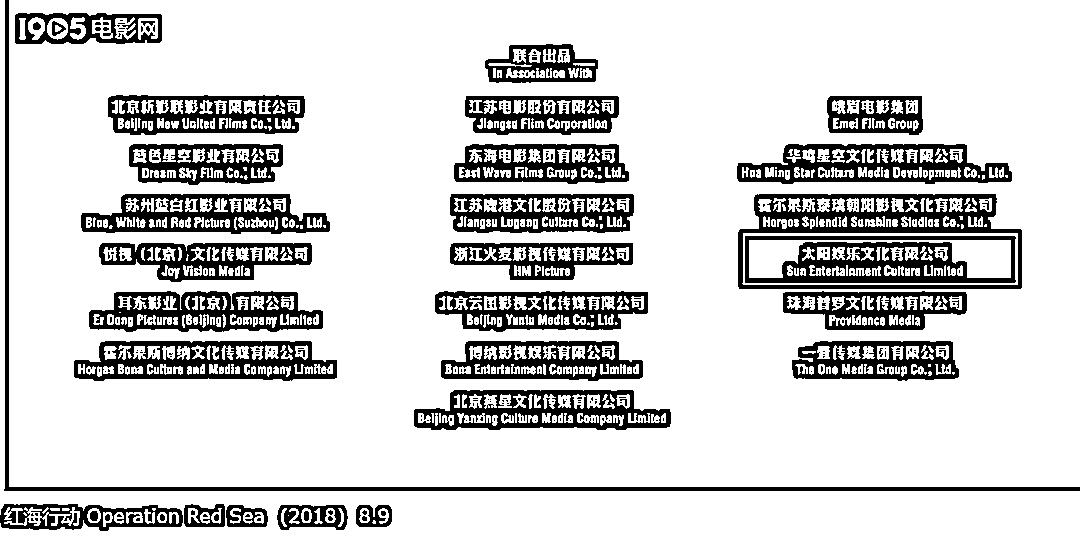 1905电影网
联合出品
In Association With
北京新影联影业有限责任公司
Beijing New United Films Co., Ltd.
蓝色星空影业有限公司
Dream Sky Film Co., Ltd.
苏州蓝白红影业有限公司
Blue, White and Red Picture (Suzhou) Co., Ltd.
悦视（北京）文化传媒有限公司
Joy Vision Media
耳东影业（北京）有限公司
Er Dong Pictures (Beijing) Company Limited
霍尔果斯博纳文化传媒有限公司
Horgos Bona Culture and Media Company Limited
江苏电影股份有限公司
Jiangsu Film Corporation
东海电影集团有限公司
East Wave Films Group Co., Ltd.
江苏鹿港文化股份有限公司
Jiangsu Lugang Culture Co., Ltd.
浙江火麦影视传媒有限公司
HM Picture
北京云图影视文化传媒有限公司
Beijing Yuntu Media Co., Ltd.
博纳影视娱乐有限公司
Bona Entertainment Company Limited
北京燕星文化传媒有限公司
Beijing Yanxing Culture Media Company Limited
峨眉电影集团
Emei Film Group
华鸣星空文化传媒有限公司
Hua Ming Star Culture Media Development Co., Ltd.
霍尔果斯泰瑞朝阳影视文化有限公司
Horgos Splendid Sunshine Studios Co., Ltd.
太阳娱乐文化有限公司
Sun Entertainment Culture Limited
珠海普罗文化传媒有限公司
Providence Media
一壹传媒集团有限公司
The One Media Group Co., Ltd.
红海行动 Operation Red Sea (2018) 8.9